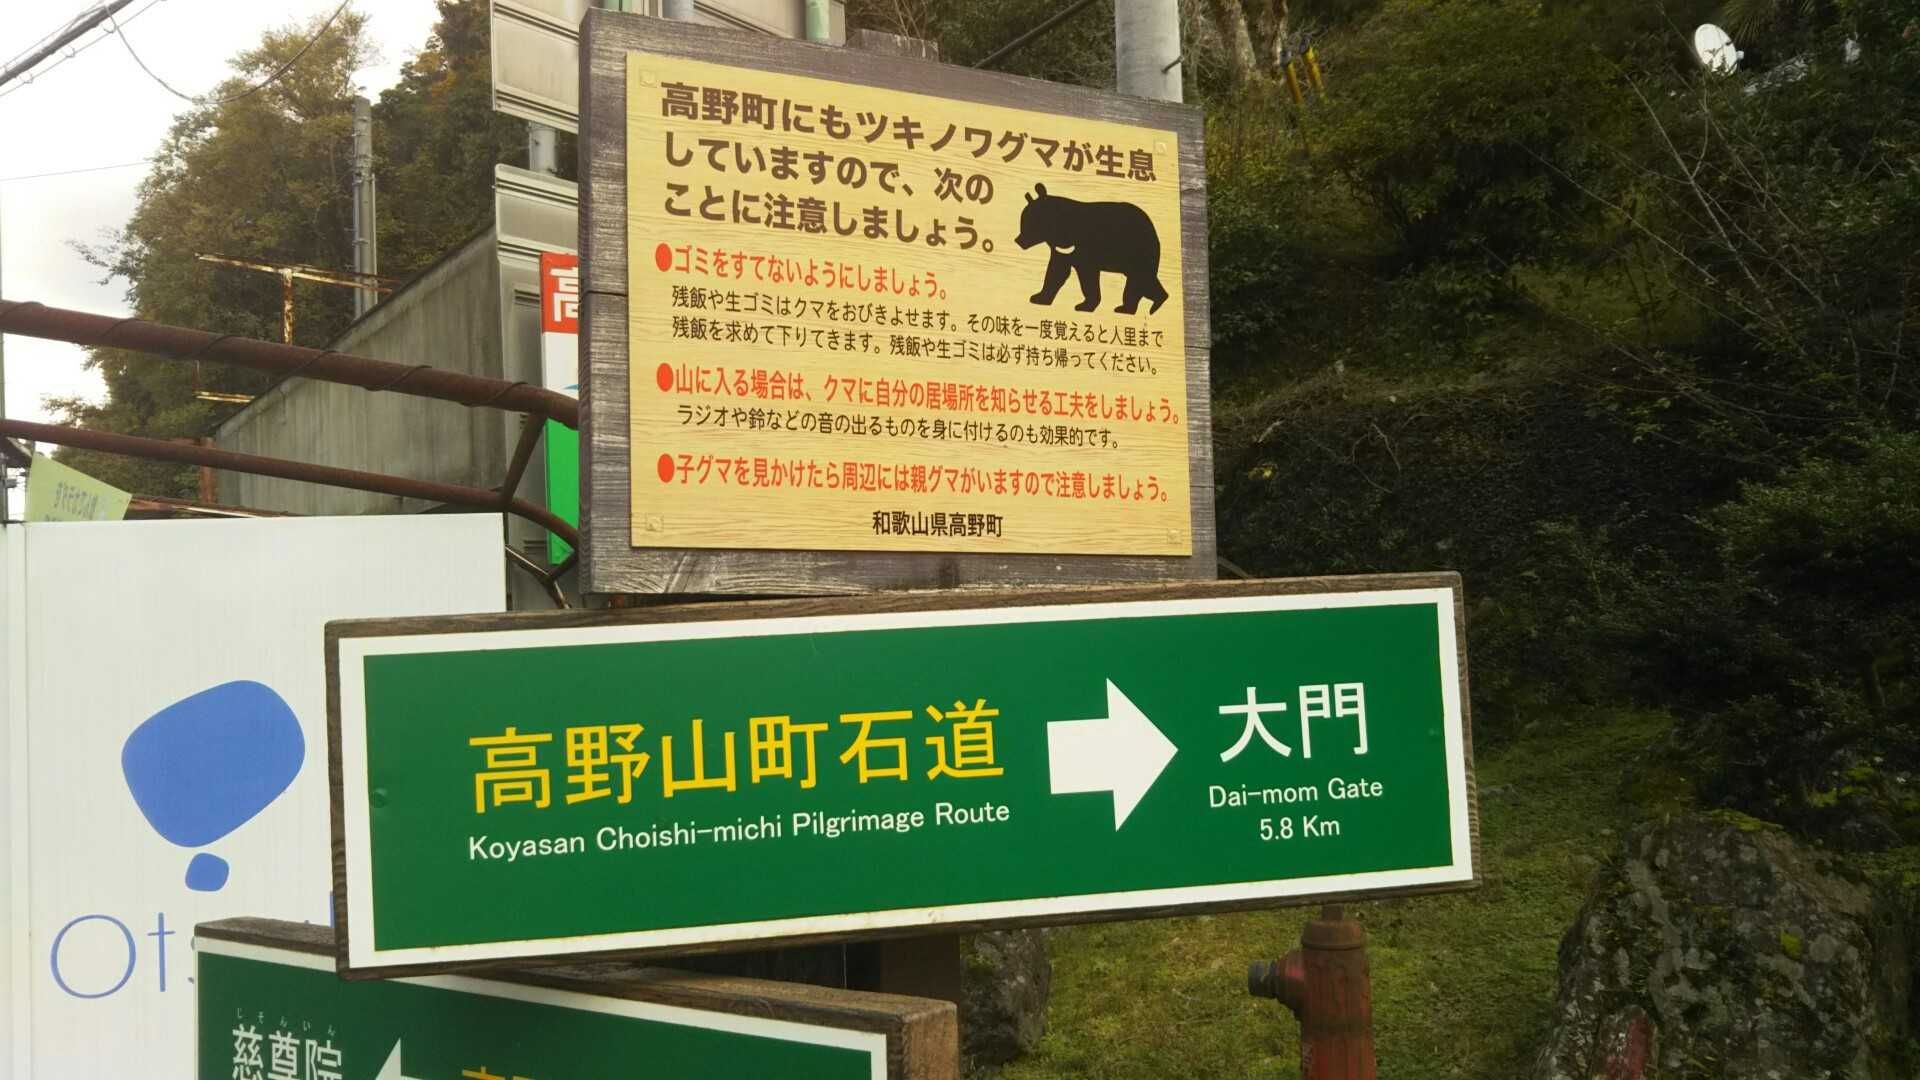 高野町にもツキノワグマが生息
していますので、次の
ことに注意しましょう。
●ゴミをすてないようにしましょう。
残飯や生ゴミはクマをおびきよせます。その味を一度覚えると人里まで
残飯を求めて下りてきます。残飯や生ゴミは必ず持ち帰ってください。
●山に入る場合は、クマに自分の居場所を知らせる工夫をしましょう。
ラジオや鈴などの音の出るものを身に付けるのも効果的です。
●子グマを見かけたら周辺には親グマがいますので注意しましょう。
和歌山県高野町
高
高野山町石道
Koyasan Choishi-michi Pilgrimage Route
大門
Dai-mom Gate
5.8 Km
じそんいん
慈尊院